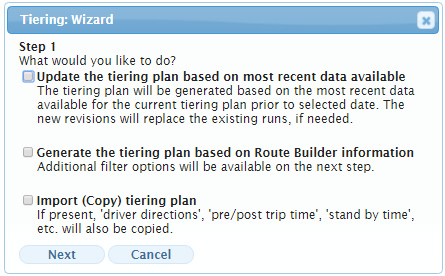 Tiering: Wizard
Step 1
What would you like to do?
Update the tiering plan based on most recent data available
The tiering plan will be generated based on the most recent data
available for the current tiering plan prior to selected date. The
new revisions will replace the existing runs, if needed.
Generate the tiering plan based on Route Builder information
Additional filter options will be available on the next step.
Import (Copy) tiering plan
If present, 'driver directions', 'pre/post trip time', 'stand by time',
etc. will also be copied.
Next Cancel